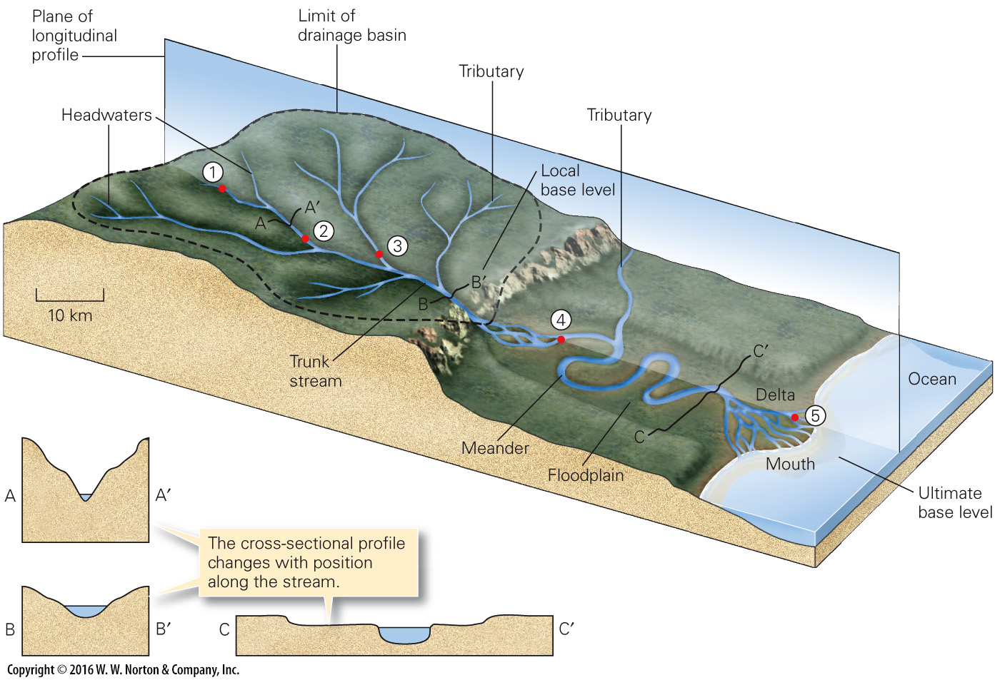 Plane of
longitudinal
profile
Limit of
drainage basin
Tributary
Tributary
Headwaters
Local
base level
1
A
A′
2
3
B
B′
10 km
4
Trunk
stream
C′
Ocean
Delta
5
C
Meander
Floodplain
Mouth
Ultimate
base level
A
A′
The cross-sectional profile
changes with position
along the stream.
B
B′
C
C′
Copyright © 2016 W. W. Norton & Company, Inc.